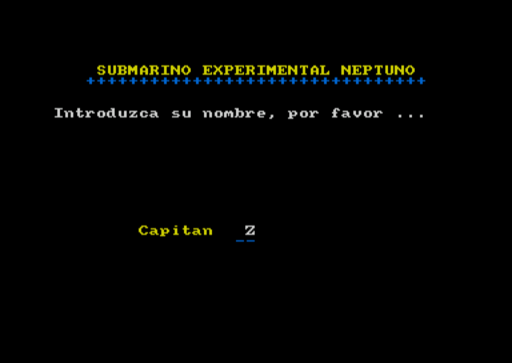 SUBMARINO EXPERIMENTAL NEPTUNO
++++++++++++++++++++++++++++++++
Introduzca su nombre, por favor ...
Capitan Z